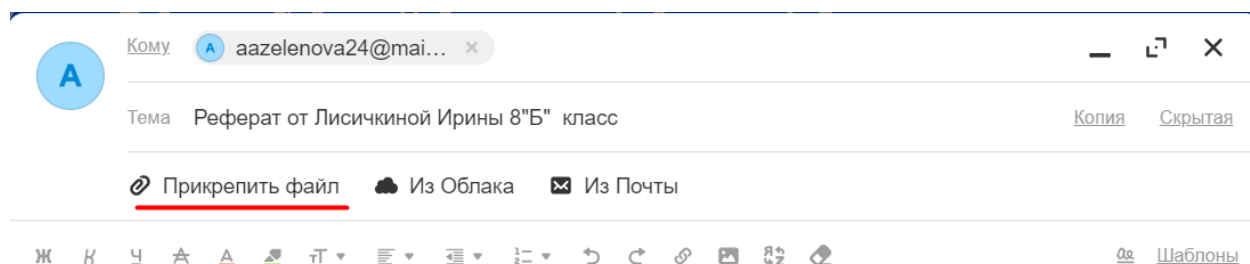 Кому А aazelenova24@mai... ×
А
Тема Реферат от Лисичкиной Ирины 8"Б" класс Копия Скрытая
Прикрепить файл Из Облака Из Почты
Ж К Ч А А тТ Шаблоны